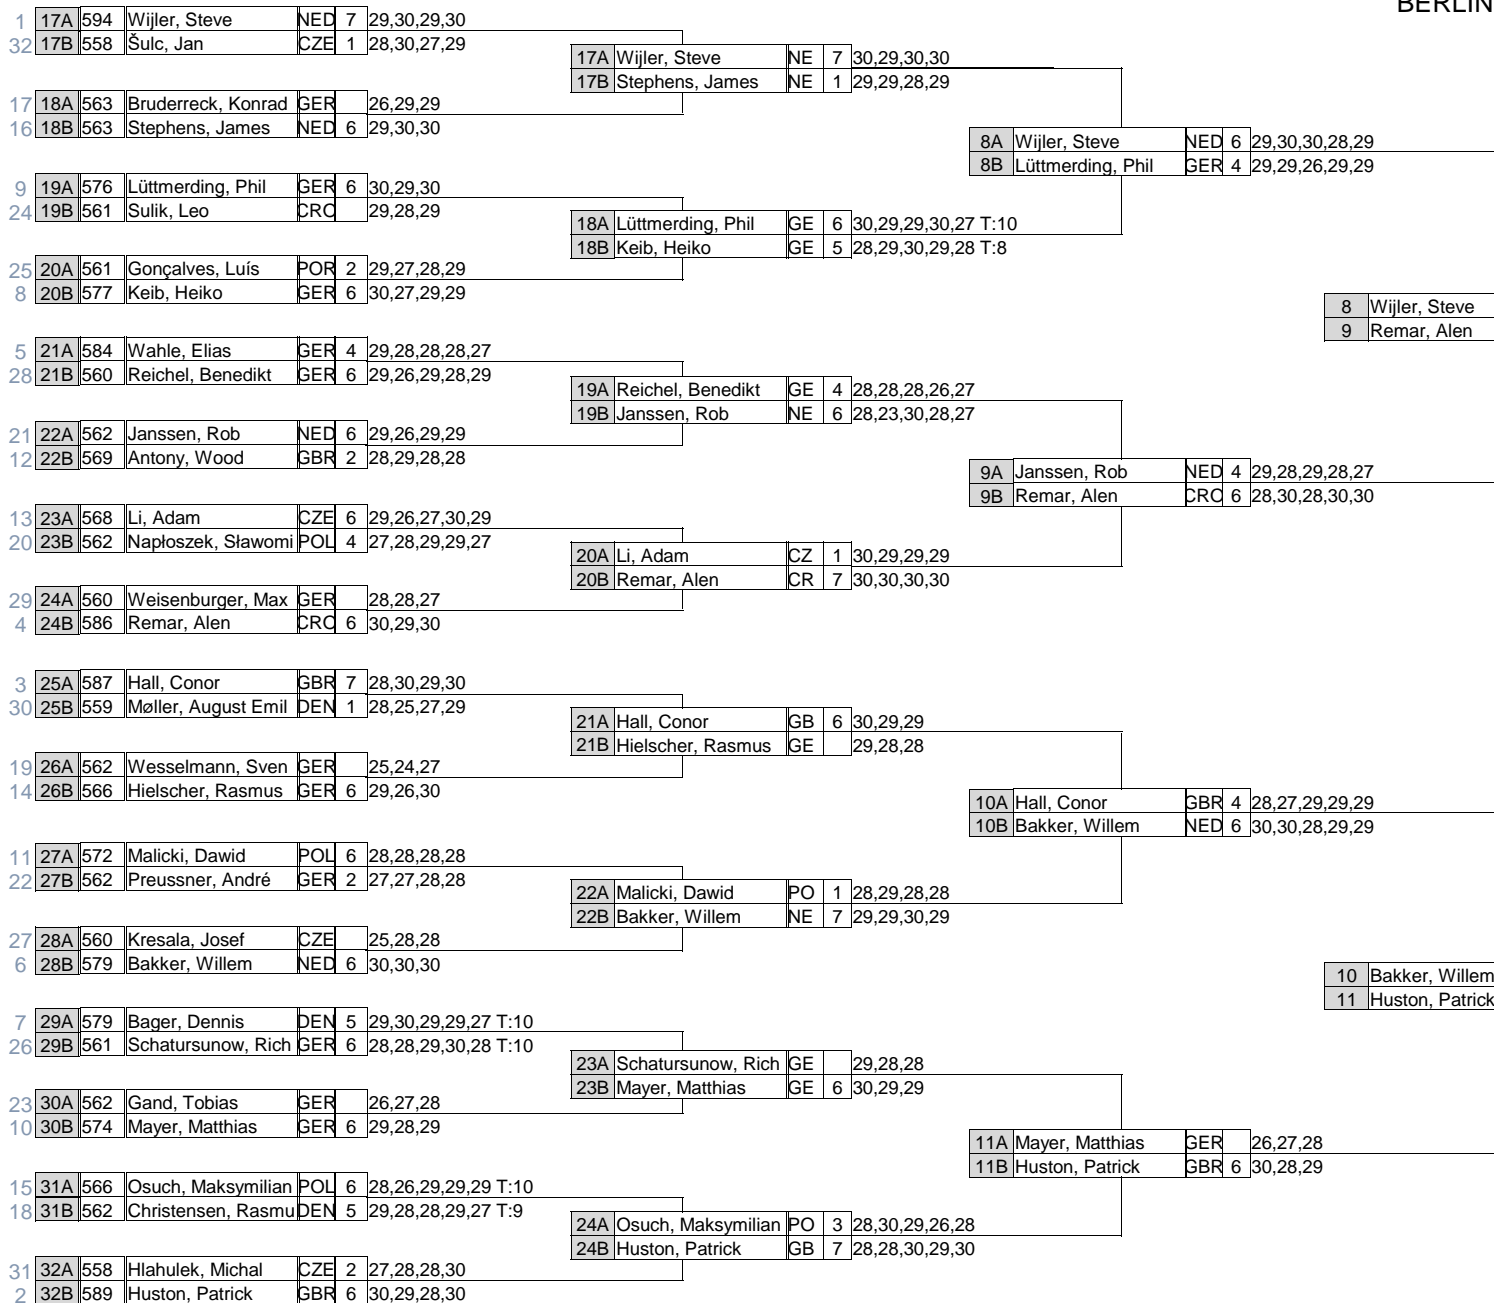 BERLIN
1 17A 594 Wijler, Steve NED 7 29,30,29,30
32 17B 558 Šulc, Jan CZE 1 28,30,27,29
17A Wijler, Steve NE 7 30,29,30,30
17B Stephens, James NE 1 29,29,28,29
17 18A 563 Bruderreck, Konrad GER 26,29,29
16 18B 563 Stephens, James NED 6 29,30,30
8A Wijler, Steve NED 6 29,30,30,28,29
8B Lüttmerding, Phil GER 4 29,29,26,29,29
9 19A 576 Lüttmerding, Phil GER 6 30,29,30
24 19B 561 Sulik, Leo CRO 29,28,29
18A Lüttmerding, Phil GE 6 30,29,29,30,27 T:10
18B Keib, Heiko GE 5 28,29,30,29,28 T:8
25 20A 561 Gonçalves, Luís POR 2 29,27,28,29
8 20B 577 Keib, Heiko GER 6 30,27,29,29
8 Wijler, Steve
9 Remar, Alen
5 21A 584 Wahle, Elias GER 4 29,28,28,28,27
28 21B 560 Reichel, Benedikt GER 6 29,26,29,28,29
19A Reichel, Benedikt GE 4 28,28,28,26,27
19B Janssen, Rob NE 6 28,23,30,28,27
21 22A 562 Janssen, Rob NED 6 29,26,29,29
12 22B 569 Antony, Wood GBR 2 28,29,28,28
9A Janssen, Rob NED 4 29,28,29,28,27
9B Remar, Alen CRO 6 28,30,28,30,30
13 23A 568 Li, Adam CZE 6 29,26,27,30,29
20 23B 562 Napłoszek, Sławomi POL 4 27,28,29,29,27
20A Li, Adam CZ 1 30,29,29,29
20B Remar, Alen CR 7 30,30,30,30
29 24A 560 Weisenburger, Max GER 28,28,27
4 24B 586 Remar, Alen CRO 6 30,29,30
3 25A 587 Hall, Conor GBR 7 28,30,29,30
30 25B 559 Møller, August Emil DEN 1 28,25,27,29
21A Hall, Conor GB 6 30,29,29
21B Hielscher, Rasmus GE 29,28,28
19 26A 562 Wesselmann, Sven GER 25,24,27
14 26B 566 Hielscher, Rasmus GER 6 29,26,30
10A Hall, Conor GBR 4 28,27,29,29,29
10B Bakker, Willem NED 6 30,30,28,29,29
11 27A 572 Malicki, Dawid POL 6 28,28,28,28
22 27B 562 Preussner, André GER 2 27,27,28,28
22A Malicki, Dawid PO 1 28,29,28,28
22B Bakker, Willem NE 7 29,29,30,29
27 28A 560 Kresala, Josef CZE 25,28,28
6 28B 579 Bakker, Willem NED 6 30,30,30
10 Bakker, Willem
11 Huston, Patrick
7 29A 579 Bager, Dennis DEN 5 29,30,29,29,27 T:10
26 29B 561 Schatursunow, Rich GER 6 28,28,29,30,28 T:10
23A Schatursunow, Rich GE 29,28,28
23B Mayer, Matthias GE 6 30,29,29
23 30A 562 Gand, Tobias GER 26,27,28
10 30B 574 Mayer, Matthias GER 6 29,28,29
11A Mayer, Matthias GER 26,27,28
11B Huston, Patrick GBR 6 30,28,29
15 31A 566 Osuch, Maksymilian POL 6 28,26,29,29,29 T:10
18 31B 562 Christensen, Rasmu DEN 5 29,28,28,29,27 T:9
24A Osuch, Maksymilian PO 3 28,30,29,26,28
24B Huston, Patrick GB 7 28,28,30,29,30
31 32A 558 Hlahulek, Michal CZE 2 27,28,28,30
2 32B 589 Huston, Patrick GBR 6 30,29,28,30